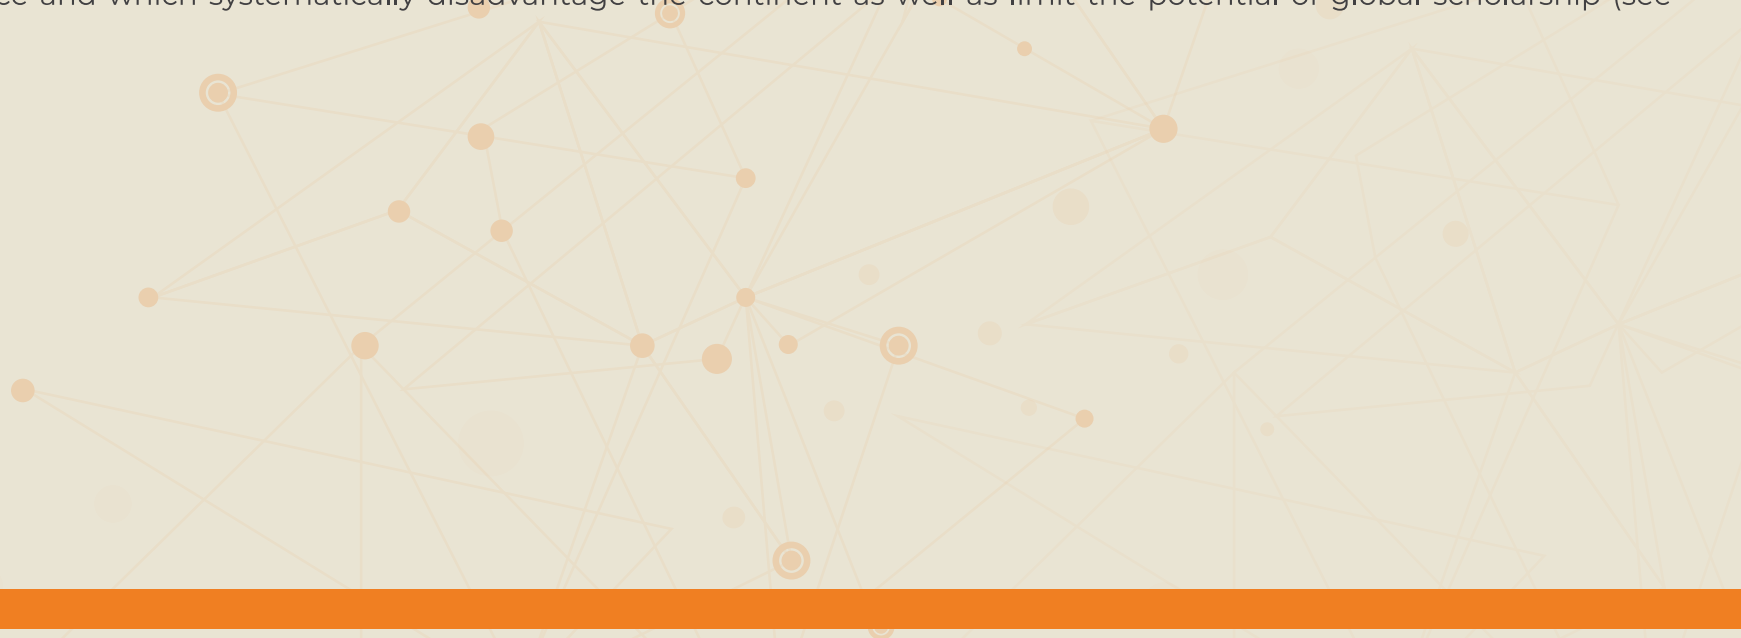 and which systematically disadvantage the continent as well as limit the potential of global scholarship (see